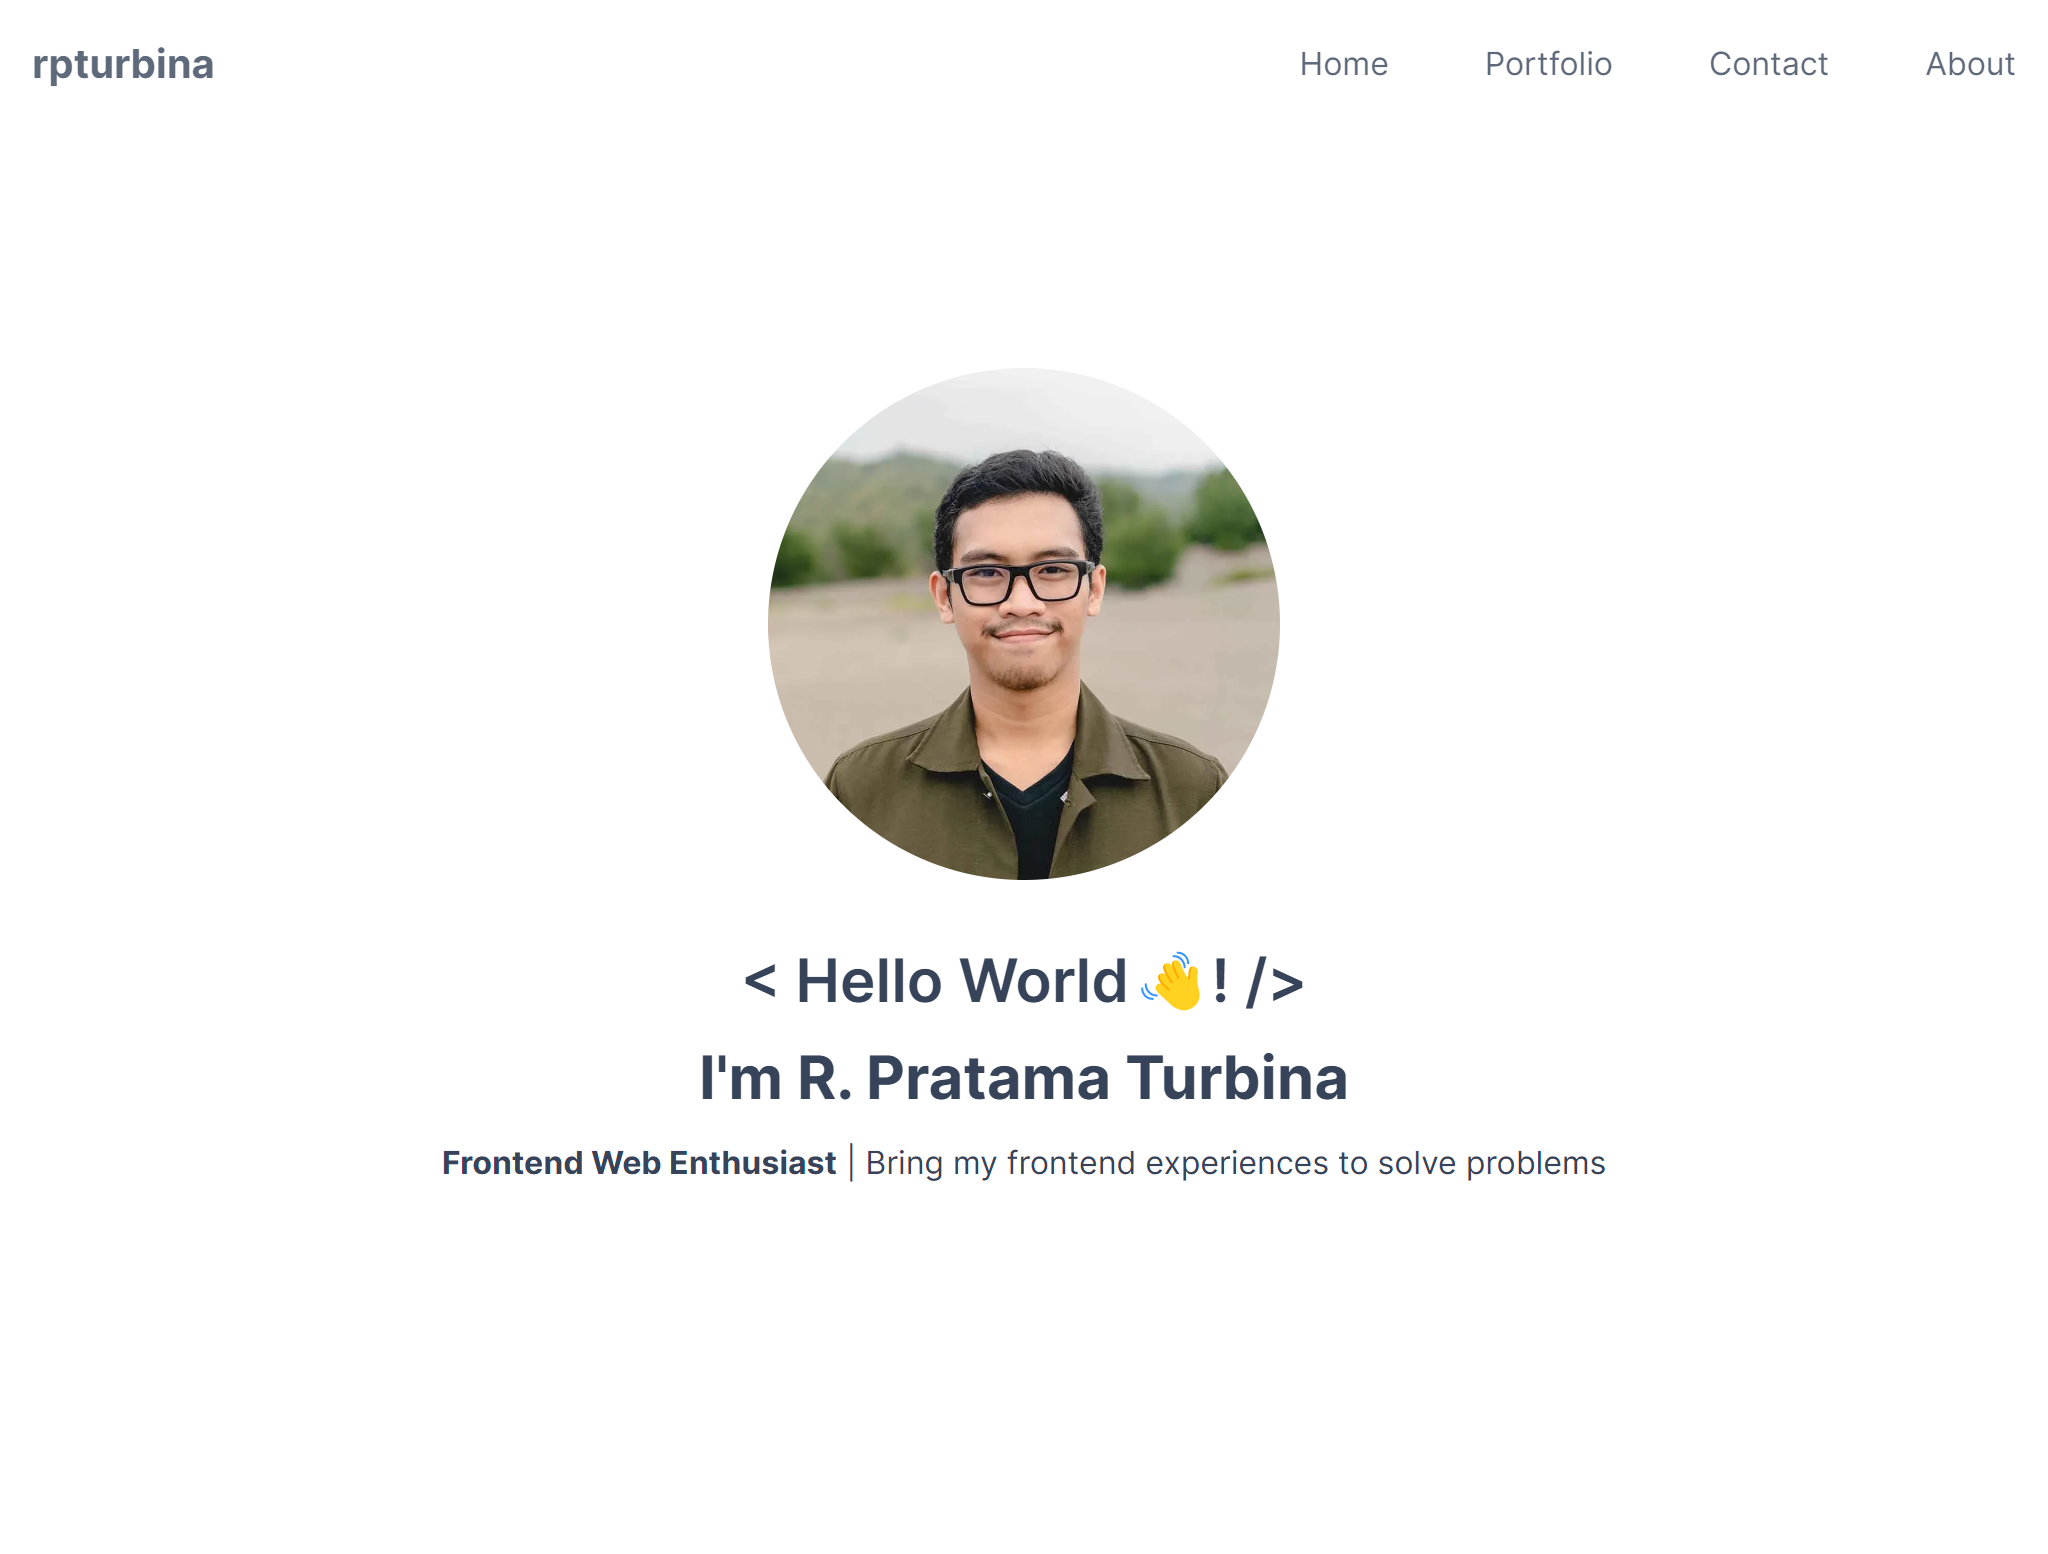 rpturbina
Home Portfolio Contact About
< Hello World 👋 ! />
I'm R. Pratama Turbina
Frontend Web Enthusiast | Bring my frontend experiences to solve problems